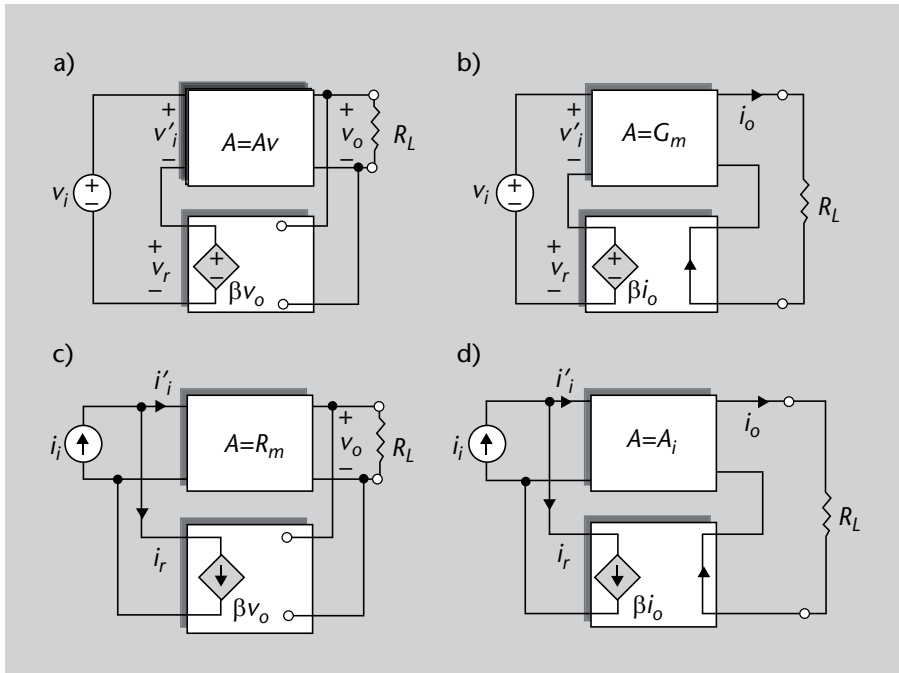 a)
+
v'i
−
A=Av
+
vo
−
RL
vi
+
−
+
vr
−
+
−
βvo
b)
+
v'i
−
A=Gm
io
vi
+
−
+
vr
−
+
−
βio
RL
c)
i'i
ii
A=Rm
+
vo
−
RL
ir
βvo
d)
i'i
ii
A=Ai
io
ir
βio
RL